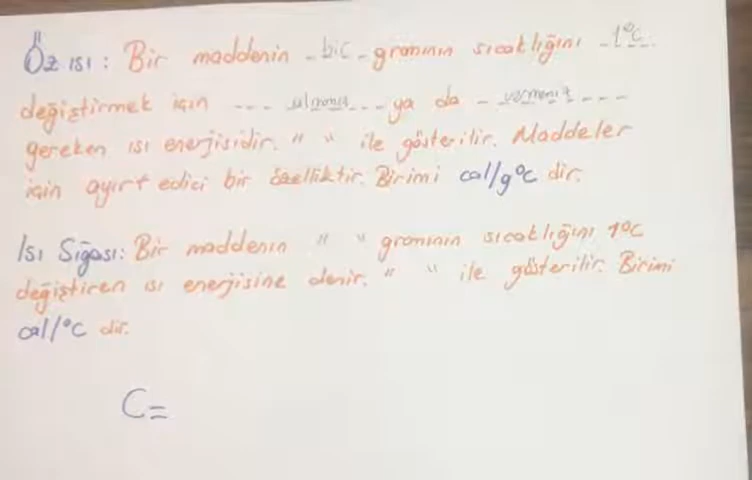 Öz ısı: Bir maddenin - bir - gramının sıcaklığını - 1°C
değiştirmek için --- alınması --- ya da - vermemiz ---
gereken ısı enerjisidir. " " ile gösterilir. Maddeler
için ayırt edici bir özelliktir. Birimi cal/g°C dir.
Isı Sığası: Bir maddenin " " gramının sıcaklığını 1°C
değiştiren ısı enerjisine denir. " " ile gösterilir. Birimi
cal/°C dir.
C=